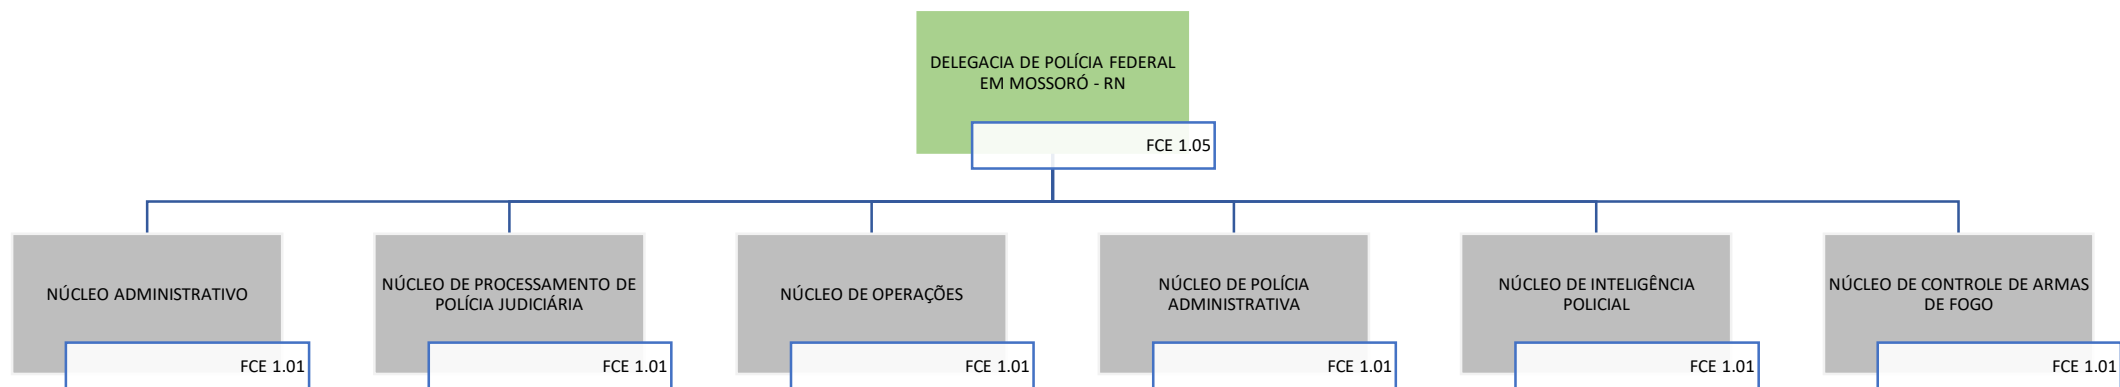 DELEGACIA DE POLÍCIA FEDERAL
EM MOSSORÓ - RN
FCE 1.05
NÚCLEO ADMINISTRATIVO
FCE 1.01
NÚCLEO DE PROCESSAMENTO DE
POLÍCIA JUDICIÁRIA
FCE 1.01
NÚCLEO DE OPERAÇÕES
FCE 1.01
NÚCLEO DE POLÍCIA
ADMINISTRATIVA
FCE 1.01
NÚCLEO DE INTELIGÊNCIA
POLICIAL
FCE 1.01
NÚCLEO DE CONTROLE DE ARMAS
DE FOGO
FCE 1.01